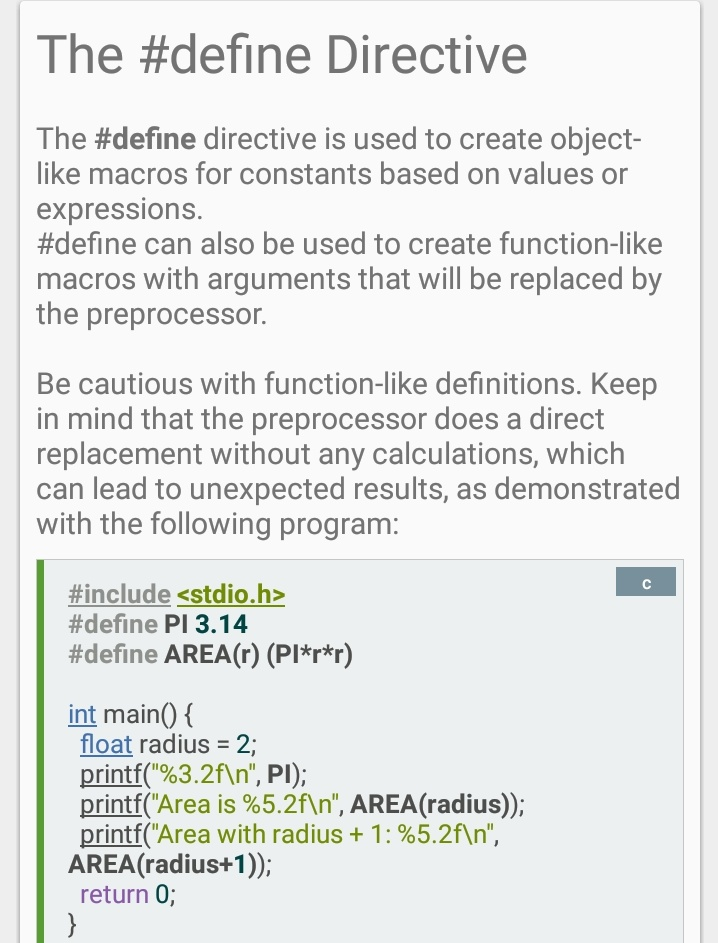 The #define Directive
The #define directive is used to create object-
like macros for constants based on values or
expressions.
#define can also be used to create function-like
macros with arguments that will be replaced by
the preprocessor.
Be cautious with function-like definitions. Keep
in mind that the preprocessor does a direct
replacement without any calculations, which
can lead to unexpected results, as demonstrated
with the following program:
C
#include <stdio.h>
#define PI 3.14
#define AREA(r) (PI*r*r)
int main() {
float radius = 2;
printf("%3.2f\n", PI);
printf("Area is %5.2f\n", AREA(radius));
printf("Area with radius + 1: %5.2f\n",
AREA(radius+1));
return 0;
}